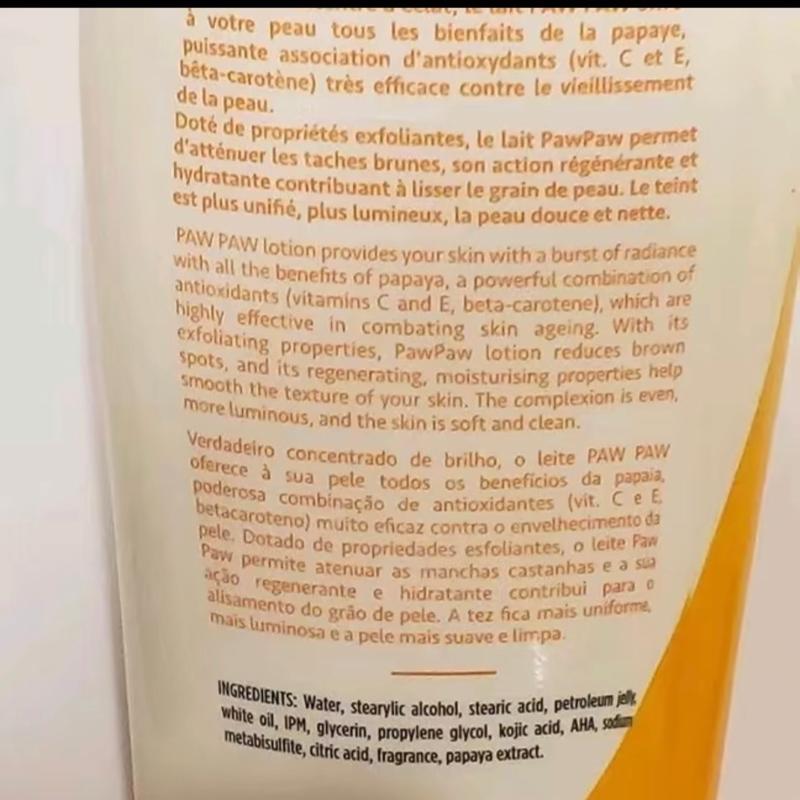 à votre peau tous les bienfaits de la papaye,
puissante association d'antioxydants (vit. C et E,
bêta-carotène) très efficace contre le vieillissement
de la peau.
Doté de propriétés exfoliantes, le lait PawPaw permet
d'atténuer les taches brunes, son action régénérante et
hydratante contribuant à lisser le grain de peau. Le teint
est plus unifié, plus lumineux, la peau douce et nette.
PAW PAW lotion provides your skin with a burst of radiance
with all the benefits of papaya, a powerful combination of
antioxidants (vitamins C and E, beta-carotene), which are
highly effective in combating skin ageing. With its
exfoliating properties, PawPaw lotion reduces brown
spots, and its regenerating, moisturising properties help
smooth the texture of your skin. The complexion is even,
more luminous, and the skin is soft and clean.
Verdadeiro concentrado de brilho, o leite PAW PAW
oferece à sua pele todos os benefícios da papaia,
poderosa combinação de antioxidantes (vit. C e E,
betacaroteno) muito eficaz contra o envelhecimento da
pele. Dotado de propriedades esfoliantes, o leite Paw
Paw permite atenuar as manchas castanhas e a sua
ação regenerante e hidratante contribui para o
alisamento do grão de pele. A tez fica mais uniforme,
mais luminosa e a pele mais suave e limpa.
INGREDIENTS: Water, stearylic alcohol, stearic acid, petroleum jelly,
white oil, IPM, glycerin, propylene glycol, kojic acid, AHA, sodium
metabisulfite, citric acid, fragrance, papaya extract.